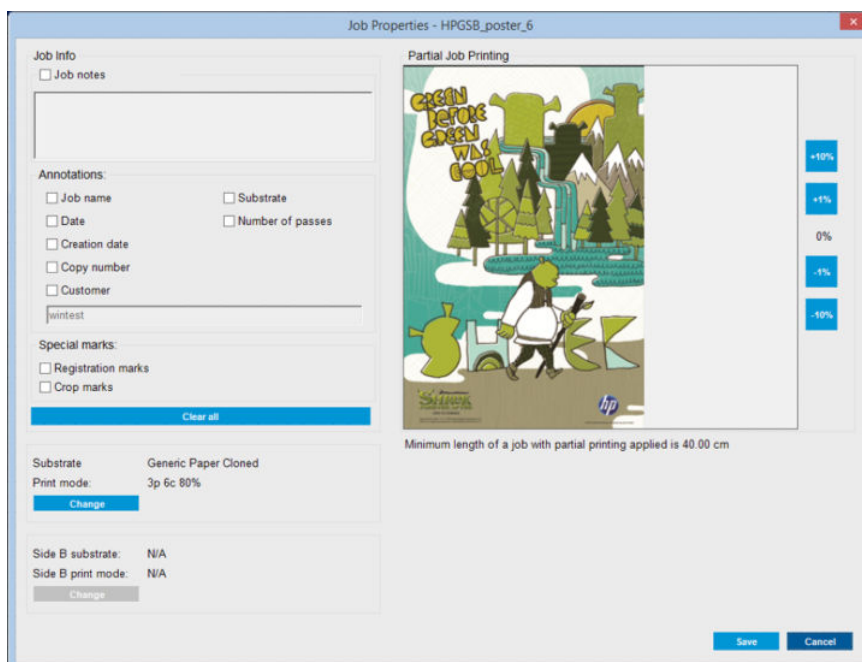 Job Properties - HPGSB_poster_6
Job Info
Job notes
Annotations:
Job name
Substrate
Date
Number of passes
Creation date
Copy number
Customer
wintest
Special marks:
Registration marks
Crop marks
Clear all
Substrate
Generic Paper Cloned
Print mode:
3p 6c 80%
Change
Side B substrate:
N/A
Side B print mode:
N/A
Change
Partial Job Printing
GREEN
BEFORE
GREEN
WAS
COOL
SHREK
SHREK
hp
+10%
+1%
0%
-1%
-10%
Minimum length of a job with partial printing applied is 40.00 cm
Save
Cancel